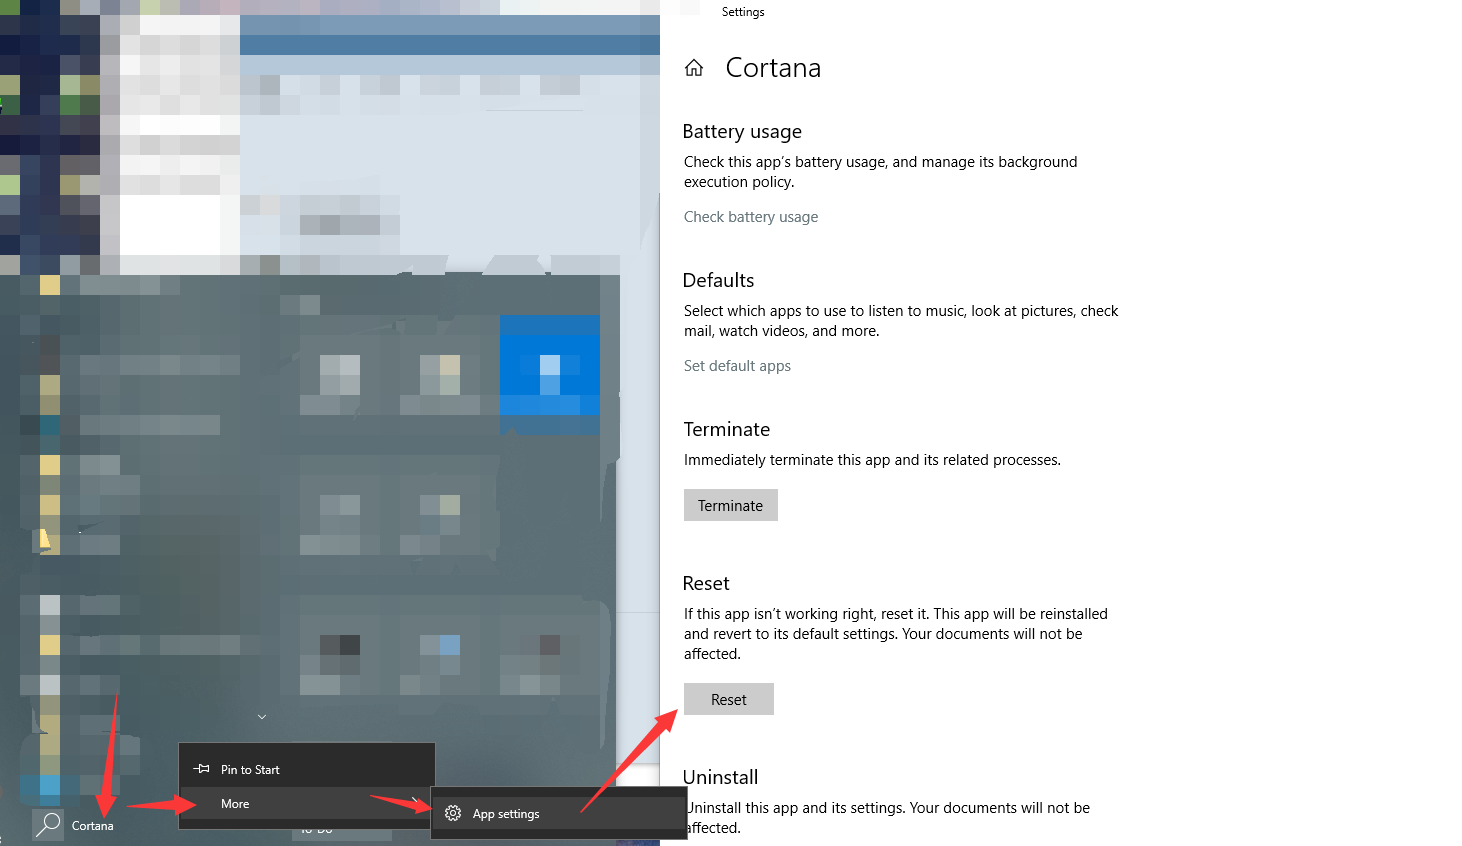 Settings
Cortana
Battery usage
Check this app's battery usage, and manage its background
execution policy.
Check battery usage
Defaults
Select which apps to use to listen to music, look at pictures, check
mail, watch videos, and more.
Set default apps
Terminate
Immediately terminate this app and its related processes.
Terminate
Reset
If this app isn't working right, reset it. This app will be reinstalled
and revert to its default settings. Your documents will not be
affected.
Reset
Uninstall
Uninstall this app and its settings. Your documents will not be
affected.
Pin to Start
More
App settings
Cortana
To Do